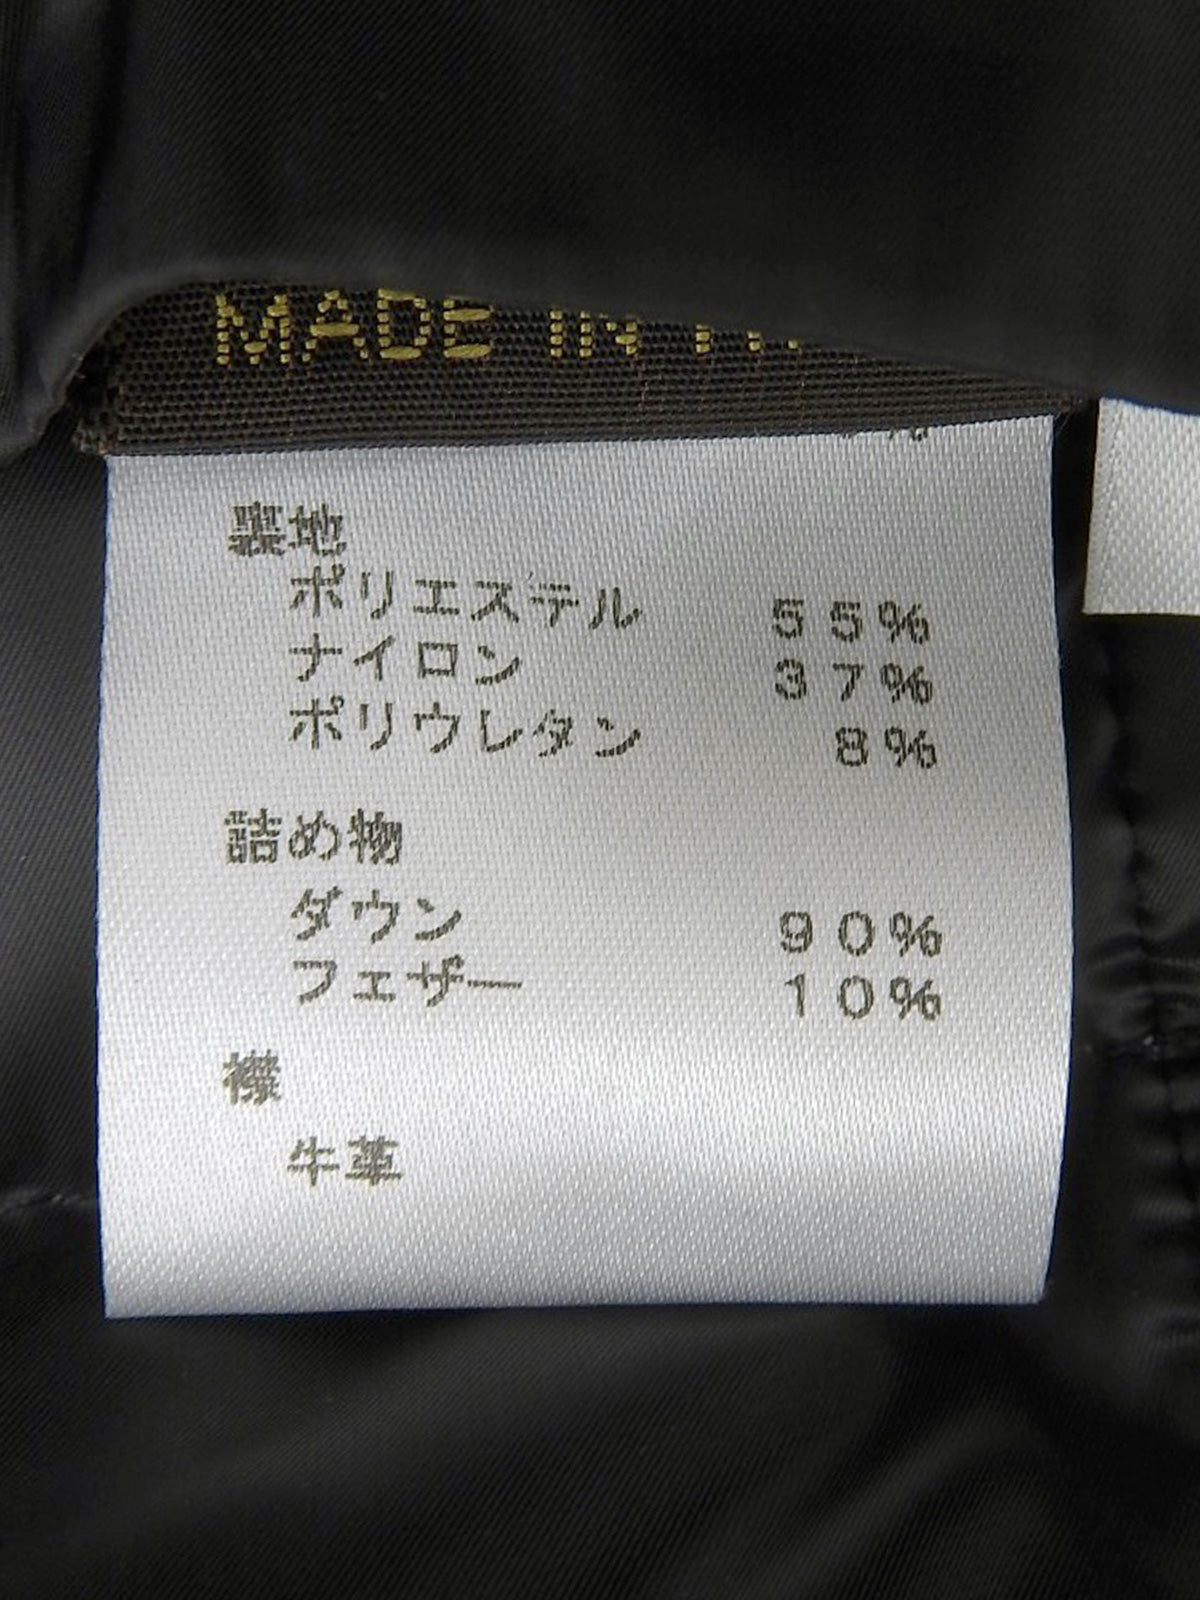 MADE IN
裏地
ポリエステル 55%
ナイロン 37%
ポリウレタン 8%
詰め物
ダウン 90%
フェザー 10%
襟
牛革